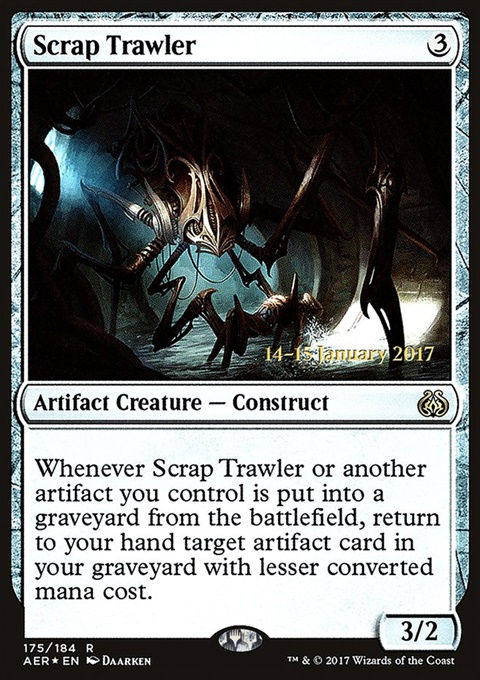 Scrap Trawler 3
14-15 January 2017
Artifact Creature — Construct
Whenever Scrap Trawler or another
artifact you control is put into a
graveyard from the battlefield, return
to your hand target artifact card in
your graveyard with lesser converted
mana cost.
3/2
175/184 R
AER ★ EN Daarken
™ & © 2017 Wizards of the Coast